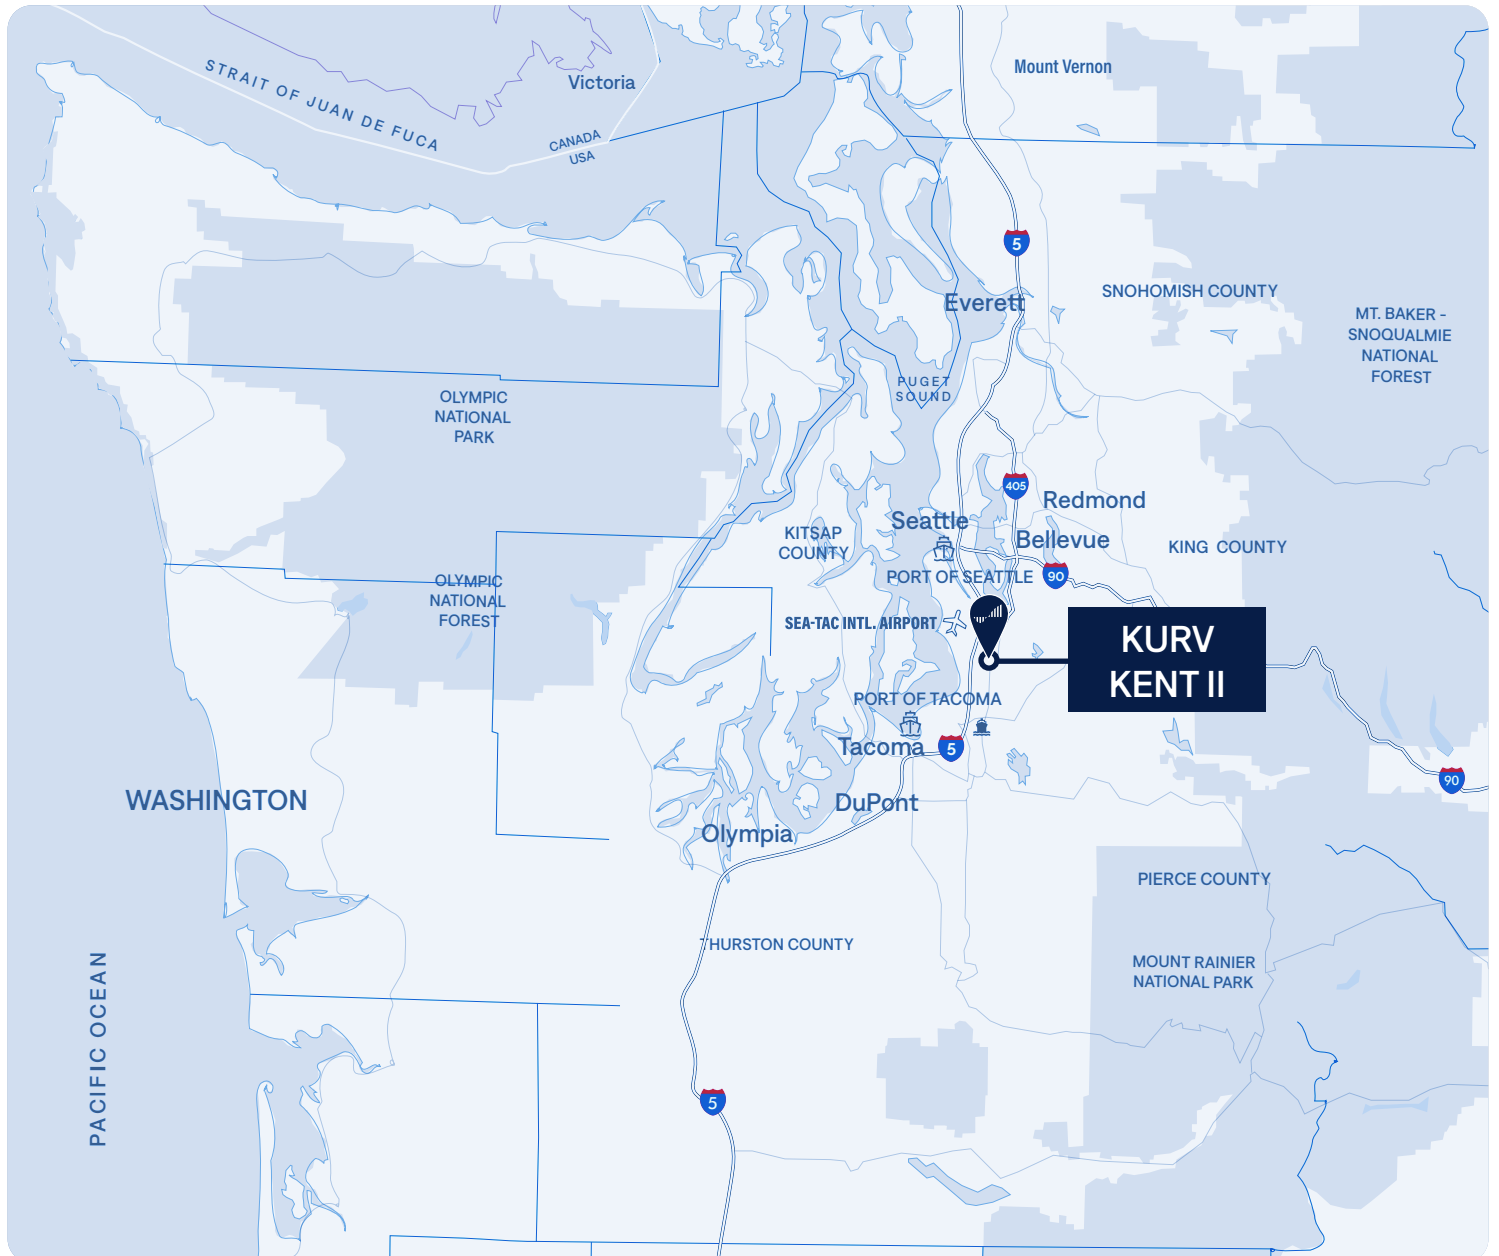 Mount Vernon
STRAIT OF JUAN DE FUCA
Victoria
CANADA
USA
5
Everett
SNOHOMISH COUNTY
MT. BAKER -
SNOQUALMIE
NATIONAL
FOREST
PUGET
SOUND
OLYMPIC
NATIONAL
PARK
405
Redmond
Seattle
Bellevue
KITSAP
COUNTY
KING COUNTY
PORT OF SEATTLE
90
OLYMPIC
NATIONAL
FOREST
SEA-TAC INTL. AIRPORT
KURV
KENT II
PORT OF TACOMA
Tacoma
5
90
WASHINGTON
DuPont
Olympia
PIERCE COUNTY
THURSTON COUNTY
MOUNT RAINIER
NATIONAL PARK
PACIFIC OCEAN
5